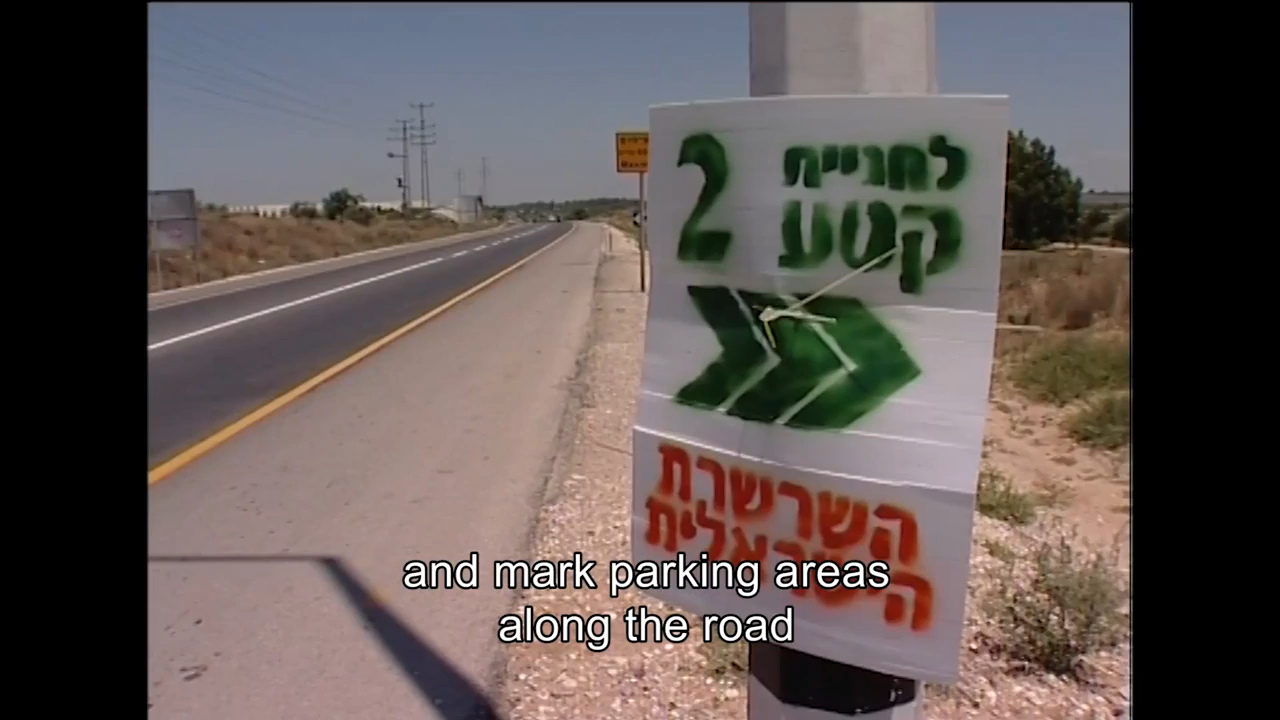 לחניית
קטע 2
השרשרת
הישראלית
and mark parking areas
along the road